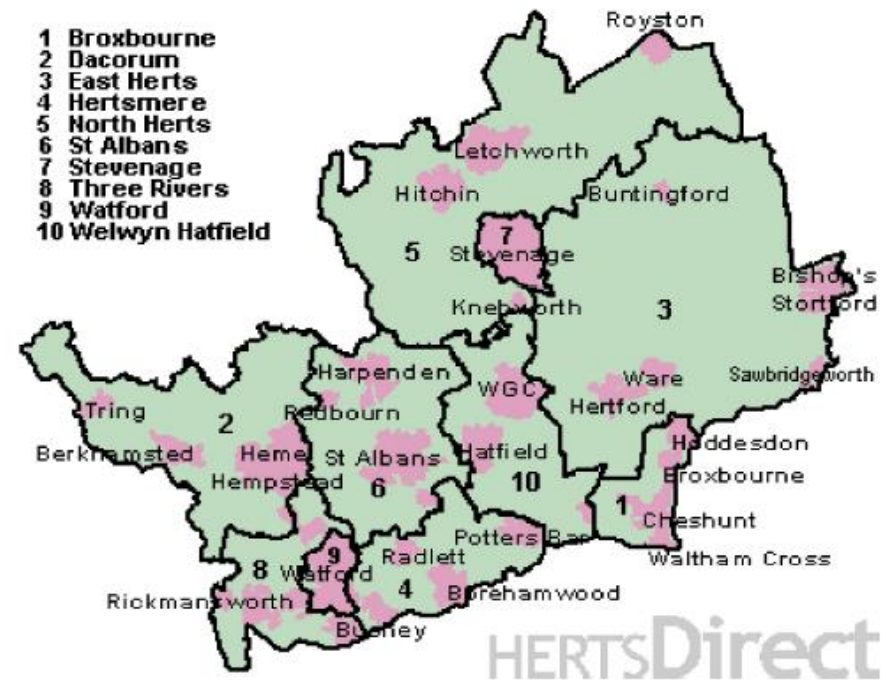 1 Broxbourne
2 Dacorum
3 East Herts
4 Hertsmere
5 North Herts
6 St Albans
7 Stevenage
8 Three Rivers
9 Watford
10 Welwyn Hatfield
Royston
Letchworth
Hitchin
Buntingford
7
5
Stevenage
Bishop's
Stortford
Knebworth
3
Harpenden
WGC
Ware
Sawbridgeworth
Tring
Redbourn
Hertford
2
Berkhamsted
Hemel
Hempstead
St Albans
6
Hatfield
10
Hoddesdon
Broxbourne
1
Cheshunt
Waltham Cross
Potters Bar
Radlett
9
Watford
8
4
Rickmansworth
Borehamwood
Bushey
HERTSDirect